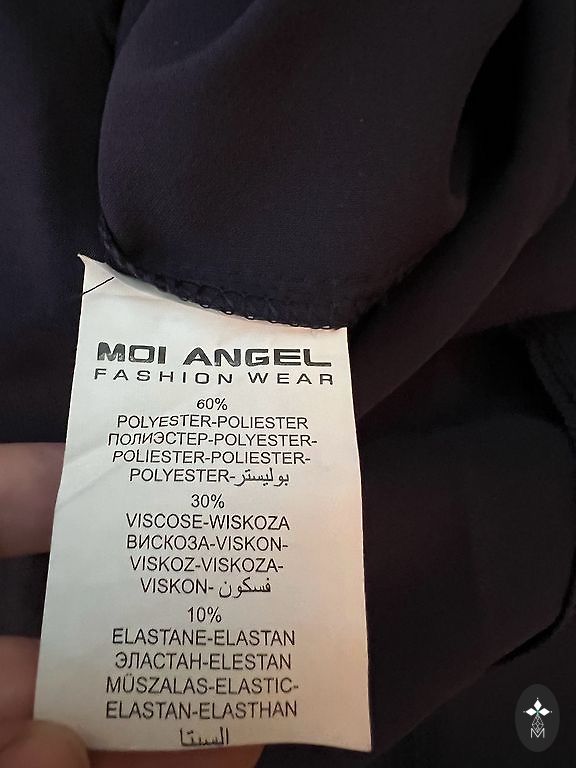 MOI ANGEL
FASHION WEAR
60%
POLYESTER-POLIESTER
ПОЛИЭСТЕР-POLYESTER-
POLIESTER-POLIESTER-
POLYESTER-بوليستر
30%
VISCOSE-WISKOZA
ВИСКОЗА-VISKON-
VISKOZ-VISKOZA-
VISKON- فسكون
10%
ELASTANE-ELASTAN
ЭЛАСТАН-ELESTAN
MÜSZALAS-ELASTIC-
ELASTAN-ELASTHAN
السيتا
M